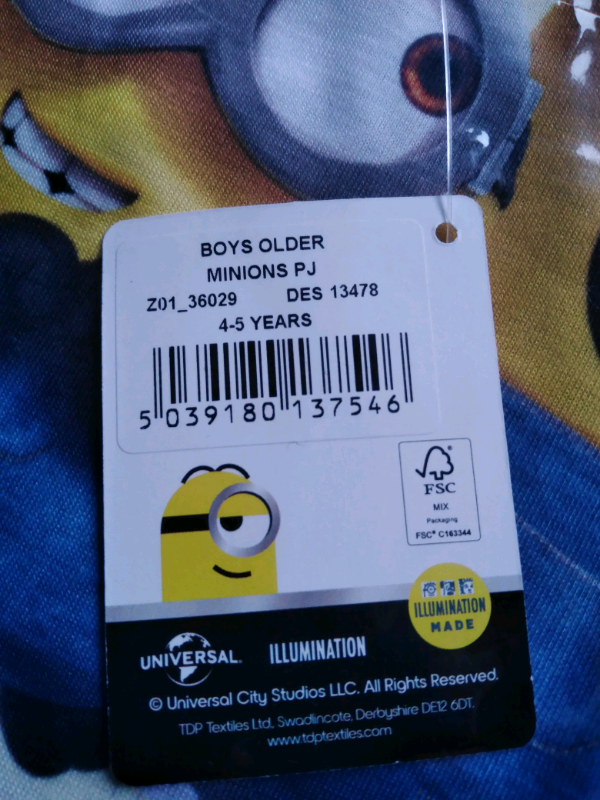 BOYS OLDER
MINIONS PJ
Z01_36029 DES 13478
4-5 YEARS
5 039180 137546
FSC®
MIX
Packaging
FSC® C163344
ILLUMINATION
MADE
UNIVERSAL ILLUMINATION
© Universal City Studios LLC. All Rights Reserved.
TDP Textiles Ltd, Swadlincote, Derbyshire DE12 6DT.
www.tdptextiles.com